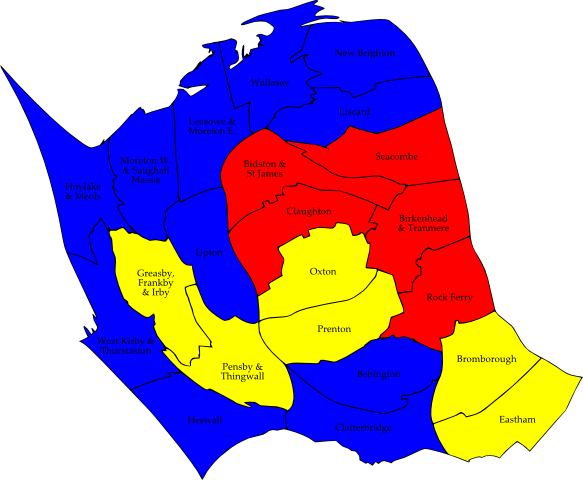 New Brighton
Wallasey
Liscard
Leasowe &
Moreton E.
Seacombe
Moreton W.
& Saughall
Massie
Bidston &
St James
Hoylake
& Meols
Claughton
Birkenhead
& Tranmere
Upton
Oxton
Greasby,
Frankby
& Irby
Rock Ferry
Prenton
West Kirby &
Thurstaston
Bromborough
Pensby &
Thingwall
Bebington
Heswall
Clatterbridge
Eastham